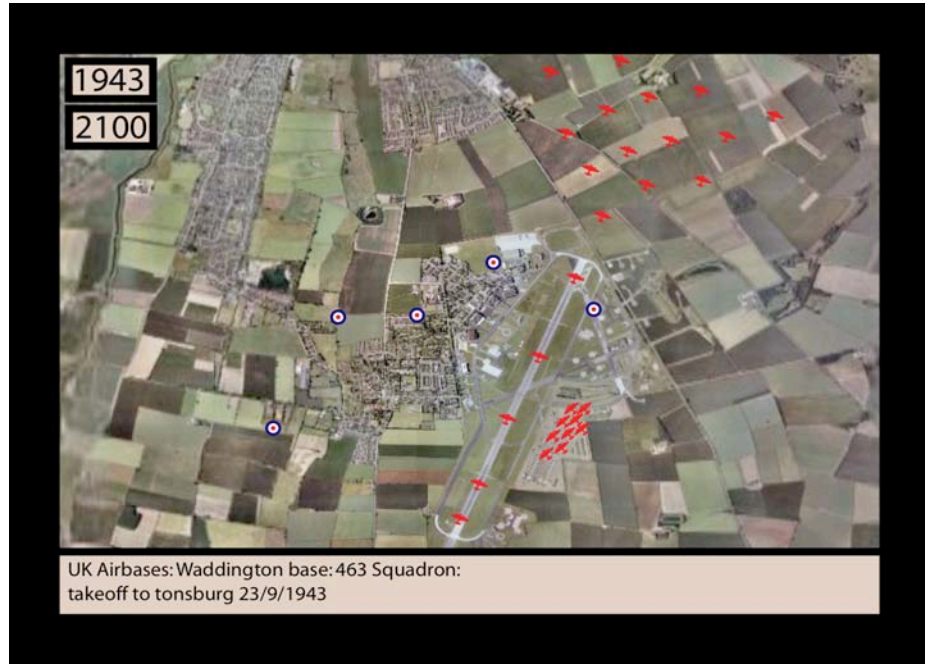 1943
2100
UK Airbases: Waddington base: 463 Squadron:
takeoff to tonsburg 23/9/1943